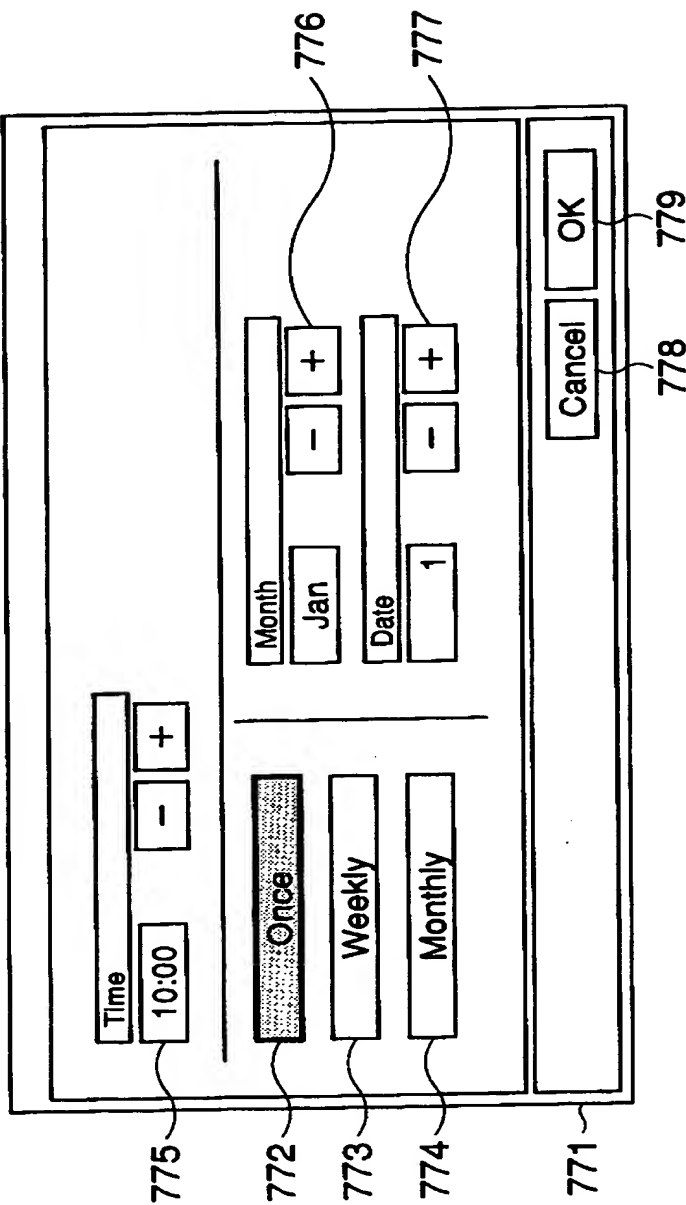 Time
775 10:00 − +
772 Once
773 Weekly
774 Monthly
Month
Jan − + 776
Date
1 − + 777
771
Cancel OK
778 779